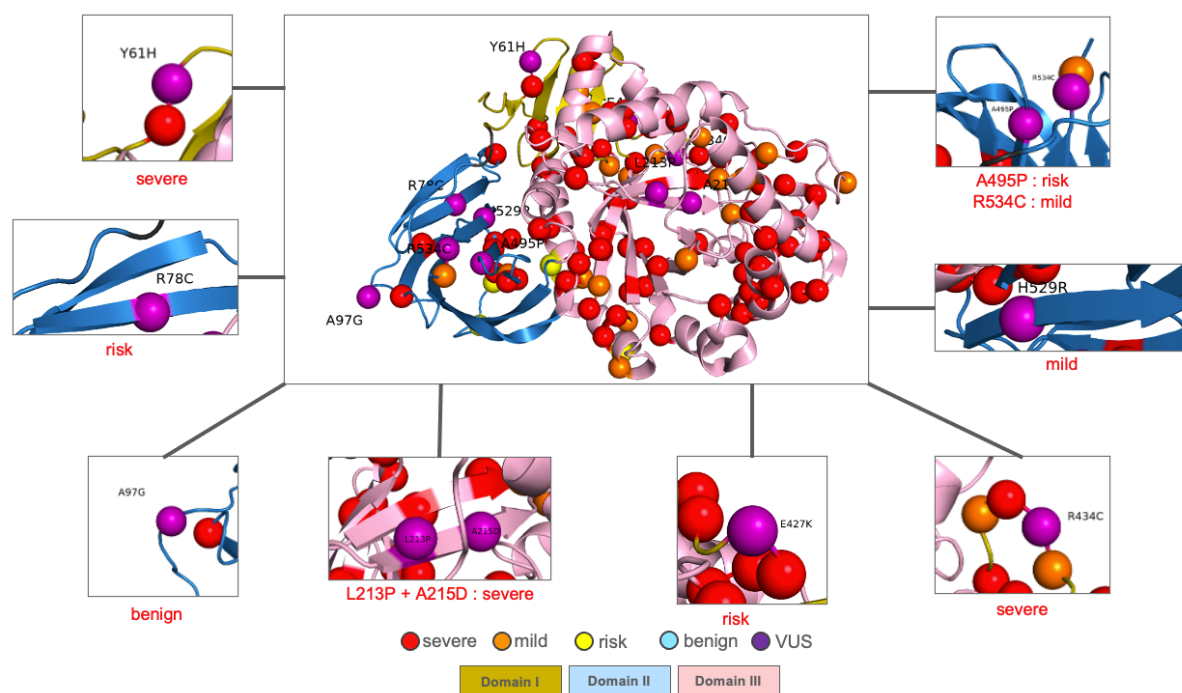 Y61H
severe
R78C
risk
A97G
benign
Y61H
L213P
A21
R78C
H529R
R534C
A495P
A97G
R534C
A495P
A495P : risk
R534C : mild
H529R
mild
L213P
A215D
L213P + A215D : severe
E427K
risk
R434C
severe
severe
mild
risk
benign
VUS
Domain I
Domain II
Domain III